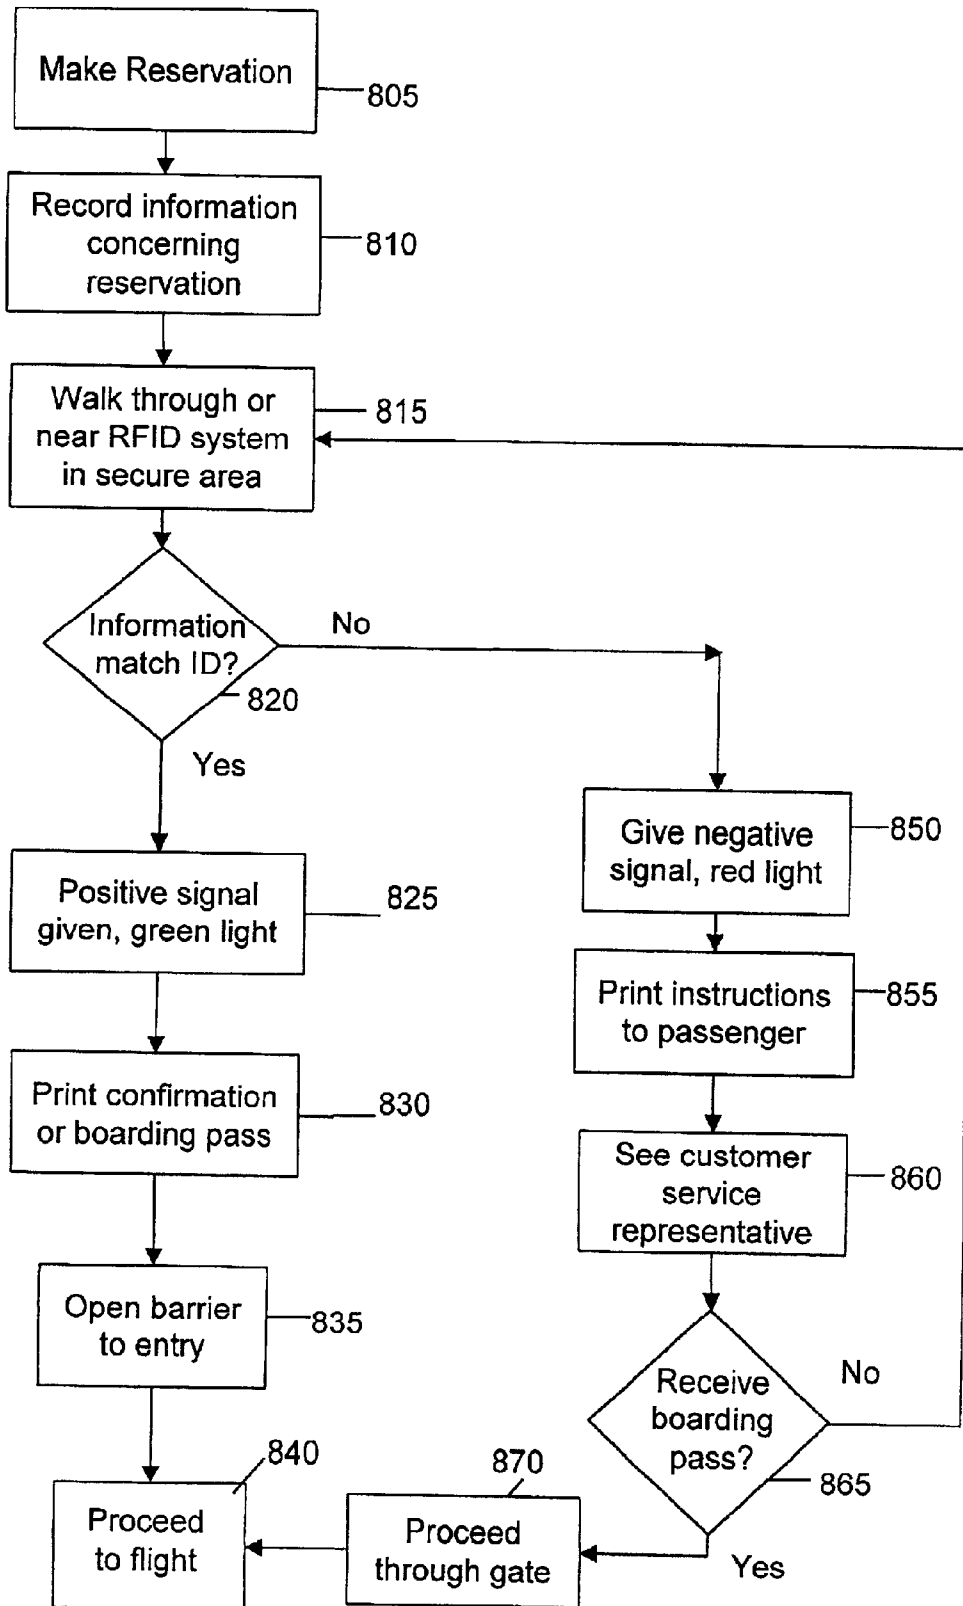 Make Reservation
805
Record information
concerning
reservation
810
Walk through or
near RFID system
in secure area
815
Information
match ID?
820
No
Yes
Positive signal
given, green light
825
Print confirmation
or boarding pass
830
Open barrier
to entry
835
840
Proceed
to flight
Give negative
signal, red light
850
Print instructions
to passenger
855
See customer
service
representative
860
Receive
boarding
pass?
865
No
Yes
870
Proceed
through gate